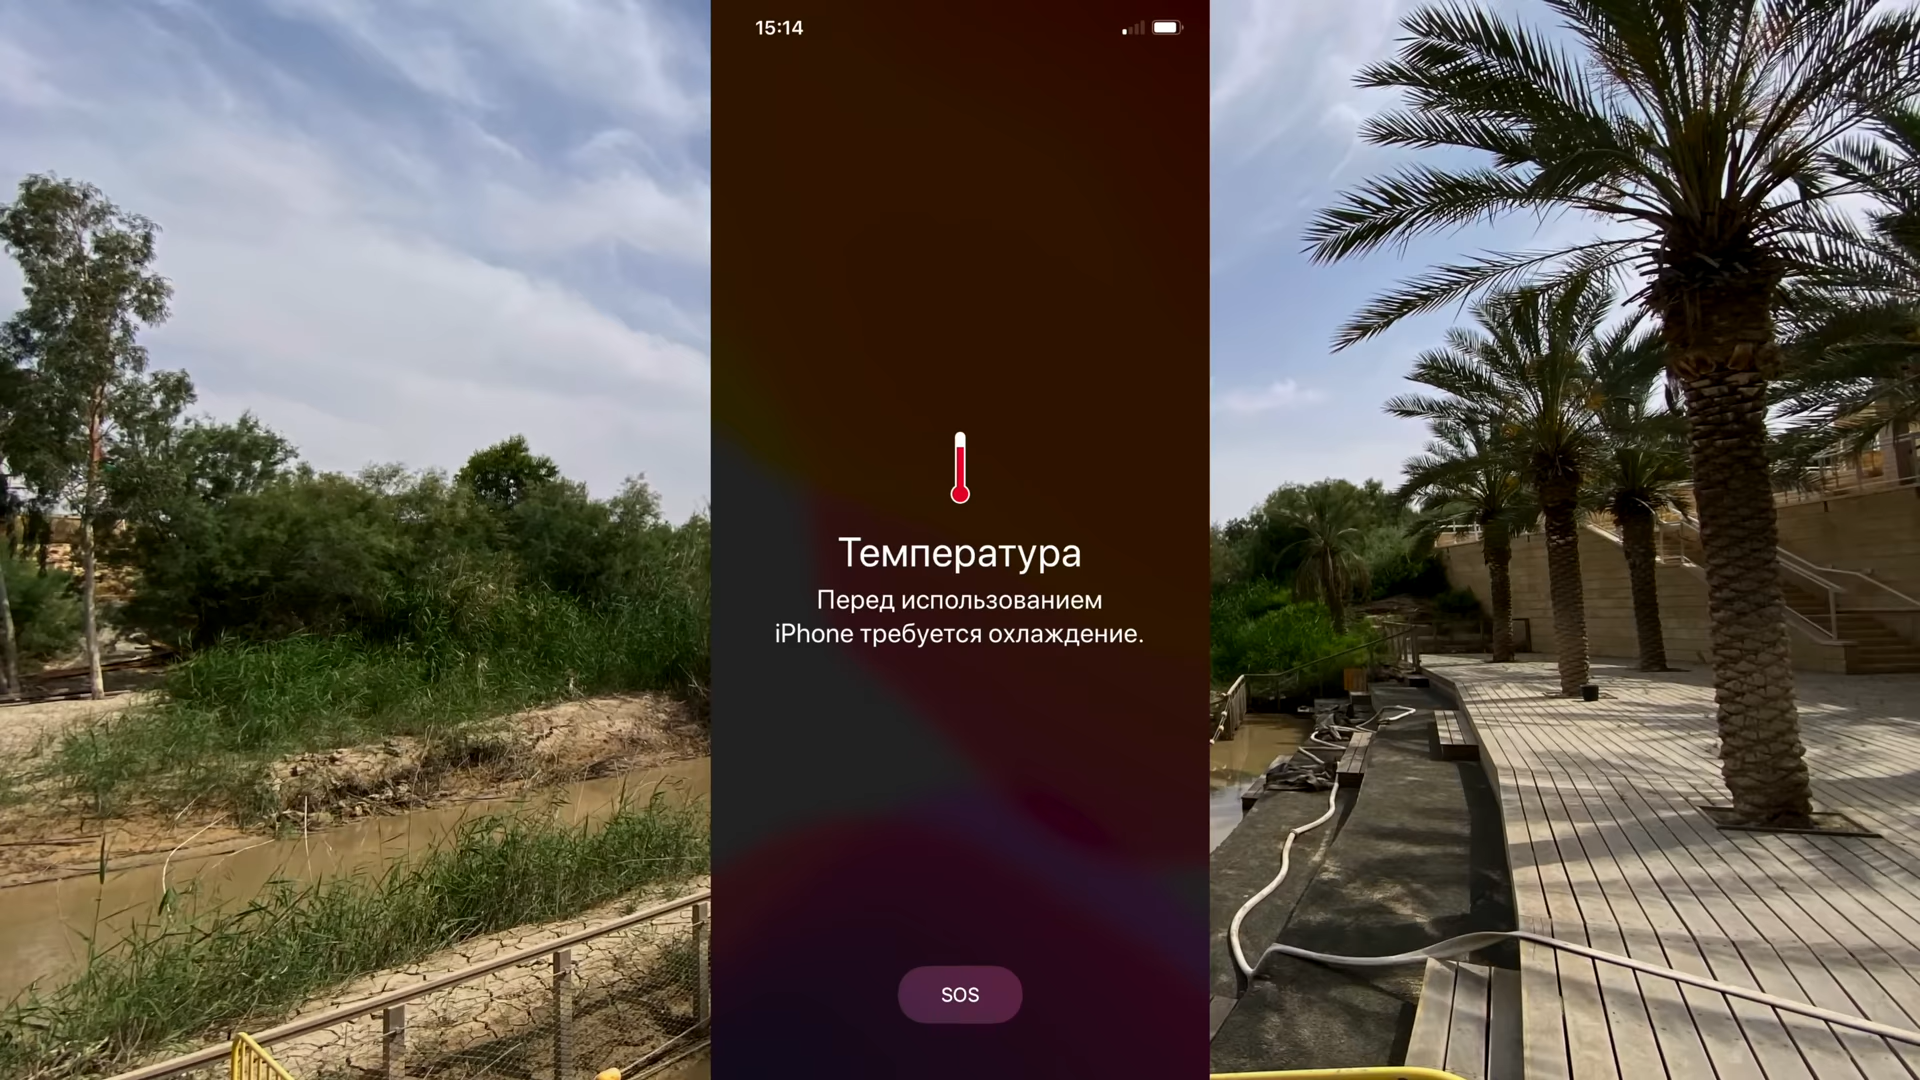 15:14
Температура
Перед использованием
iPhone требуется охлаждение.
SOS